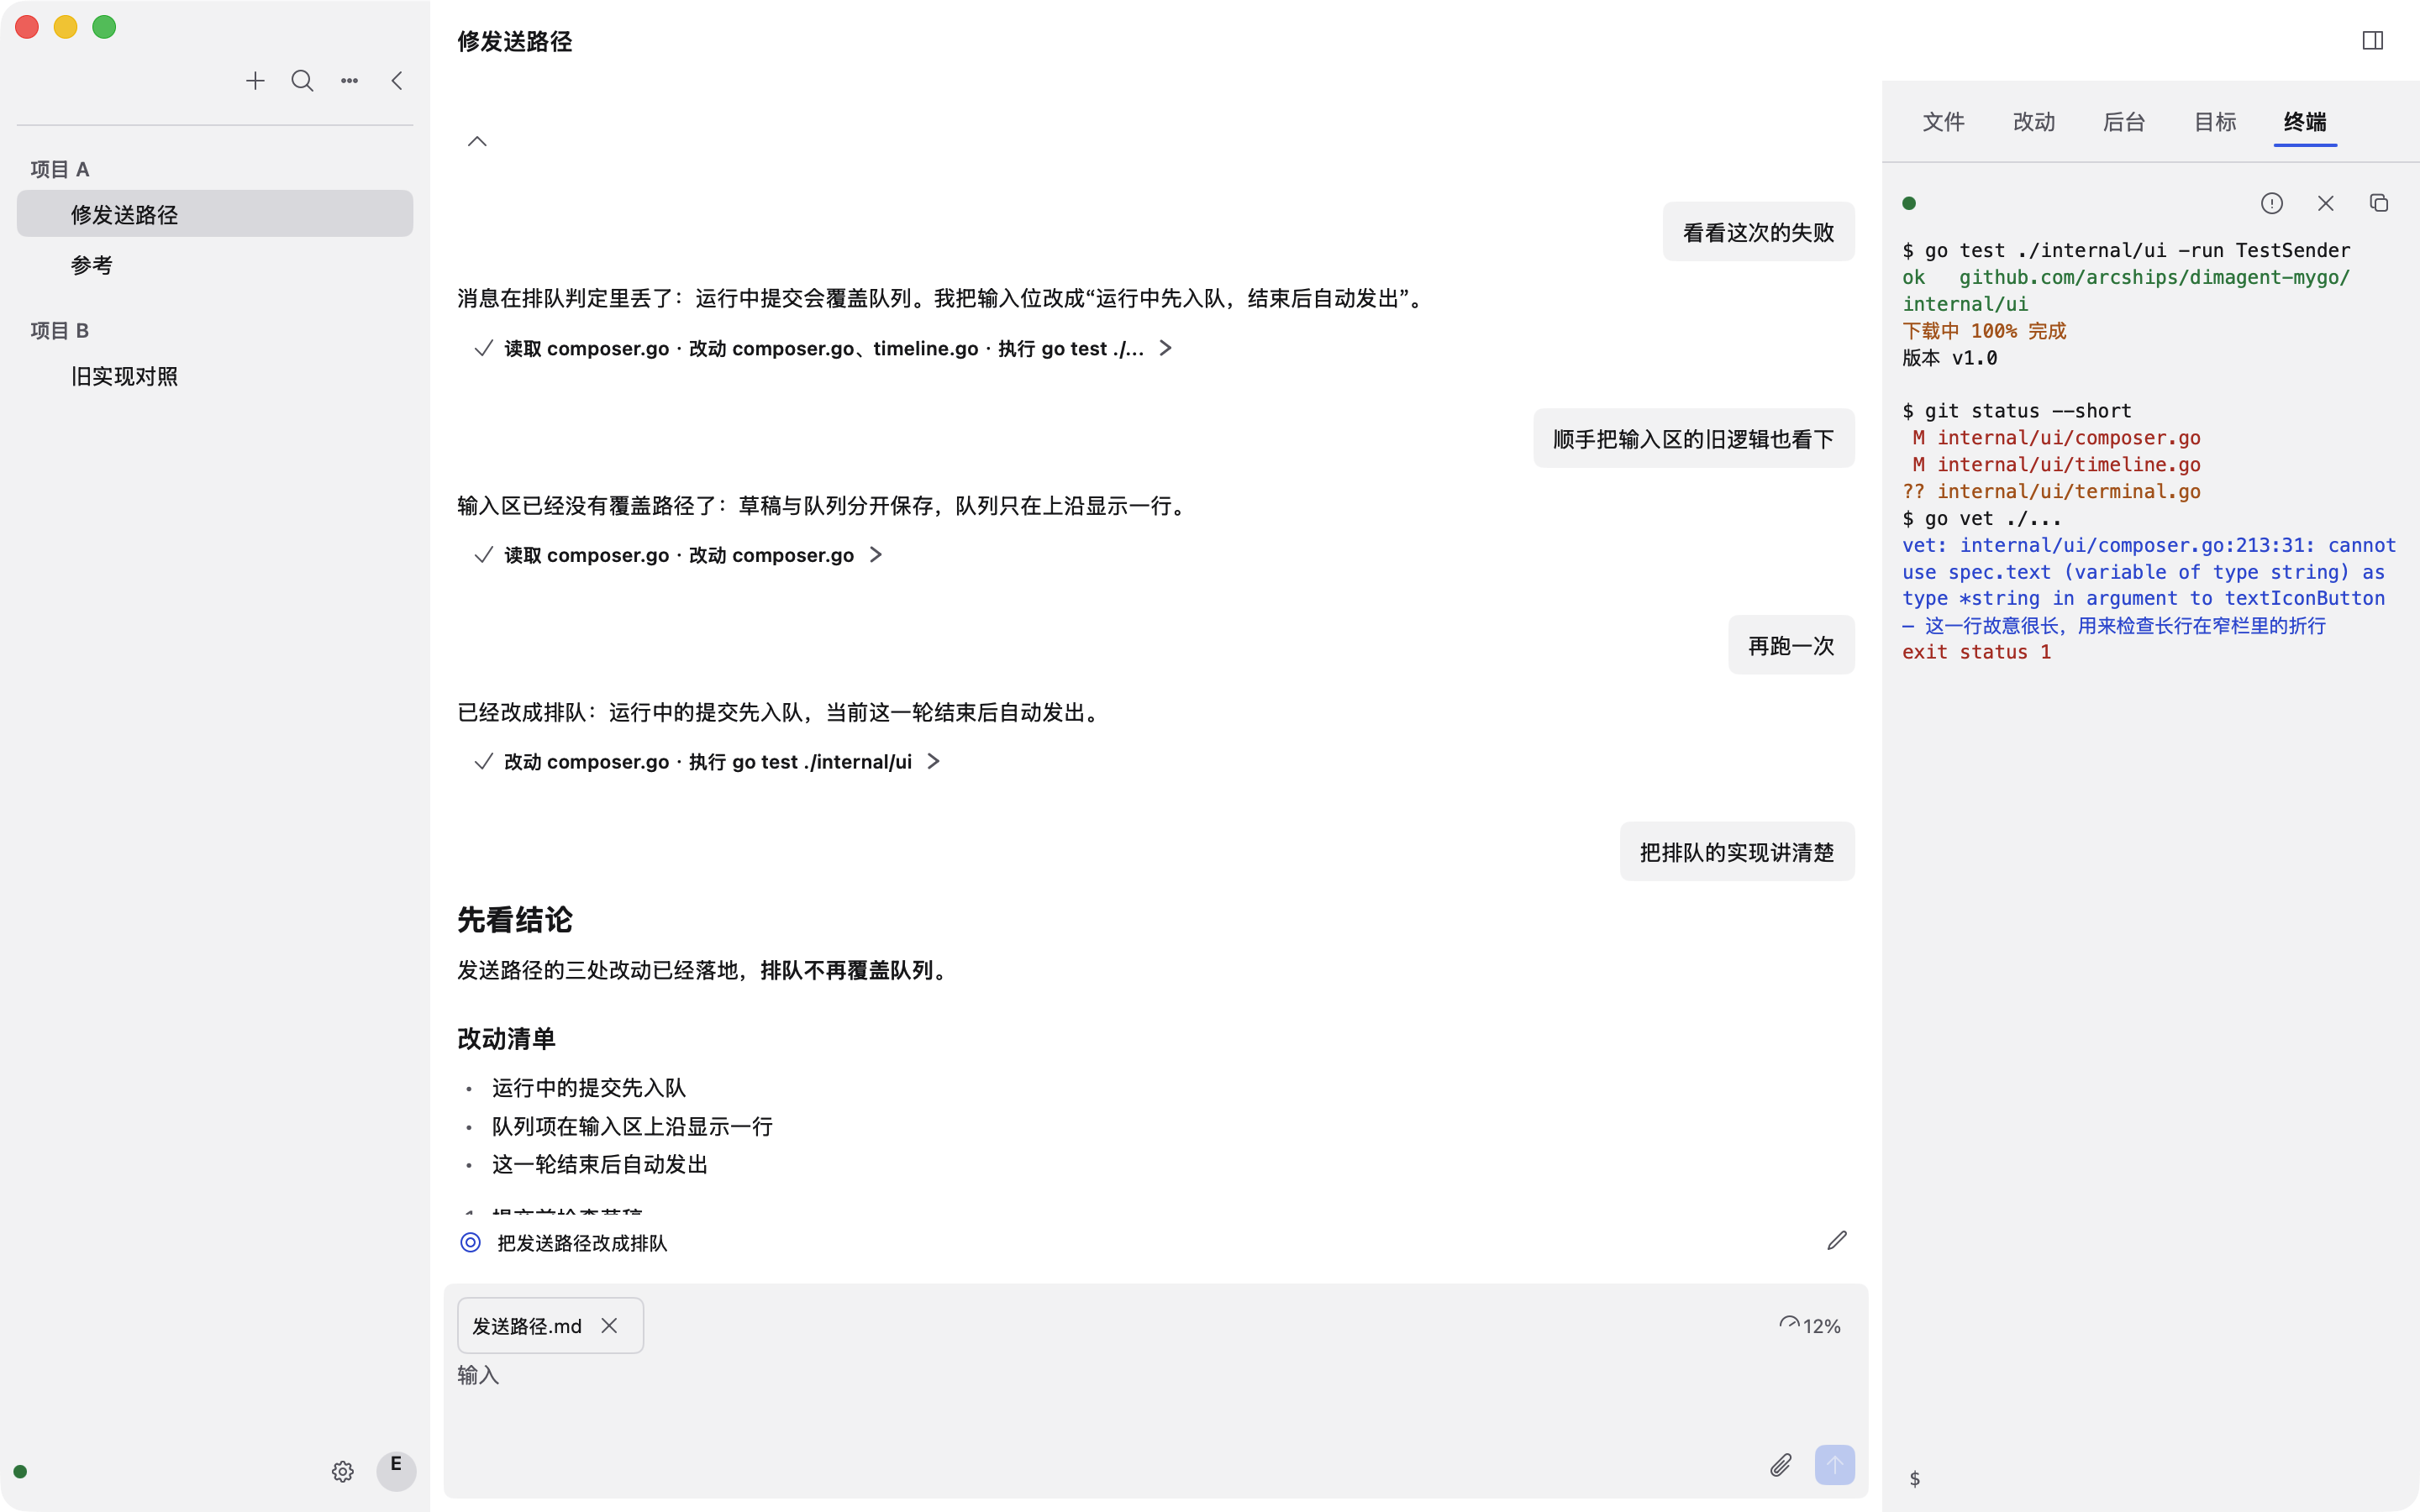 修发送路径
项目 A
修发送路径
参考
项目 B
旧实现对照
E
看看这次的失败
消息在排队判定里丢了：运行中提交会覆盖队列。我把输入位改成“运行中先入队，结束后自动发出”。
读取 composer.go · 改动 composer.go、timeline.go · 执行 go test ./...
顺手把输入区的旧逻辑也看下
输入区已经没有覆盖路径了：草稿与队列分开保存，队列只在上沿显示一行。
读取 composer.go · 改动 composer.go
再跑一次
已经改成排队：运行中的提交先入队，当前这一轮结束后自动发出。
改动 composer.go · 执行 go test ./internal/ui
把排队的实现讲清楚
先看结论
发送路径的三处改动已经落地，排队不再覆盖队列。
改动清单
• 运行中的提交先入队
• 队列项在输入区上沿显示一行
• 这一轮结束后自动发出
把发送路径改成排队
发送路径.md
12%
输入
文件 改动 后台 目标 终端
$ go test ./internal/ui -run TestSender
ok   github.com/arcships/dimagent-mygo/
internal/ui
下载中 100% 完成
版本 v1.0
$ git status --short
 M internal/ui/composer.go
 M internal/ui/timeline.go
?? internal/ui/terminal.go
$ go vet ./...
vet: internal/ui/composer.go:213:31: cannot
use spec.text (variable of type string) as
type *string in argument to textIconButton
— 这一行故意很长，用来检查长行在窄栏里的折行
exit status 1
$